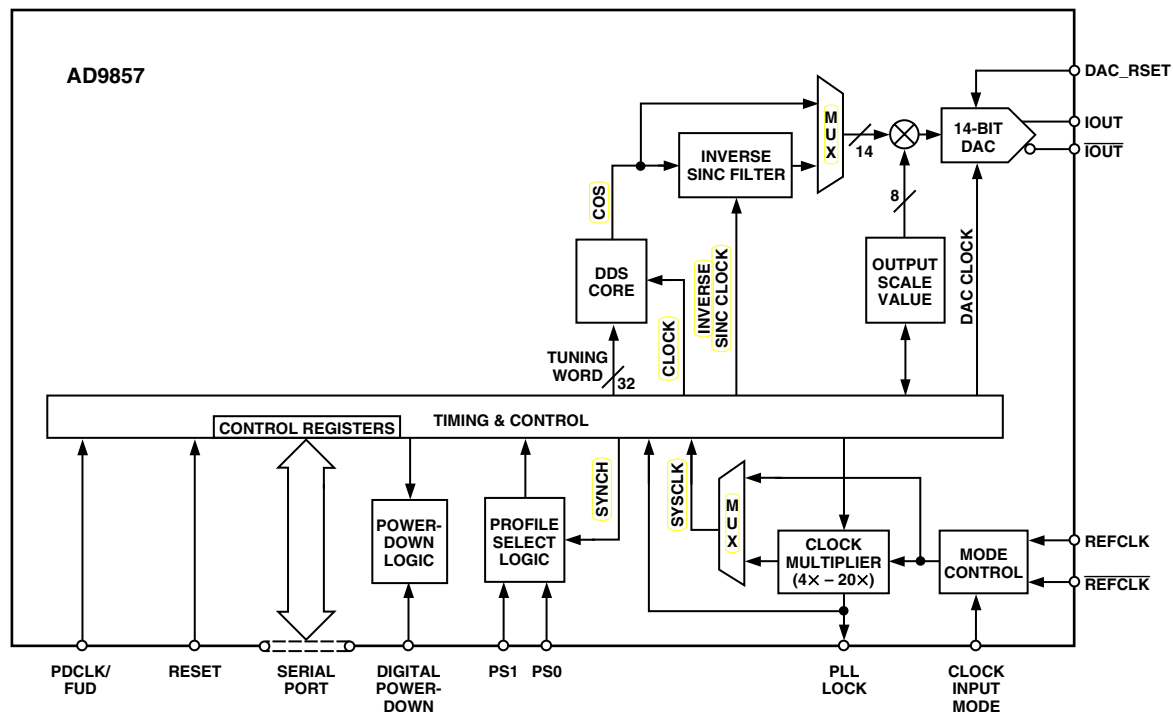 AD9857
DAC_RSET
IOUT
IOUT
14-BIT
DAC
MUX
14
INVERSE
SINC FILTER
COS
8
DDS
CORE
OUTPUT
SCALE
VALUE
CLOCK
INVERSE
SINC CLOCK
DAC CLOCK
TUNING
WORD
32
TIMING & CONTROL
CONTROL REGISTERS
SYNCH
SYSCLK
MUX
POWER-
DOWN
LOGIC
PROFILE
SELECT
LOGIC
CLOCK
MULTIPLIER
(4× – 20×)
MODE
CONTROL
REFCLK
REFCLK
PDCLK/
FUD
RESET
SERIAL
PORT
DIGITAL
POWER-
DOWN
PS1
PS0
PLL
LOCK
CLOCK
INPUT
MODE